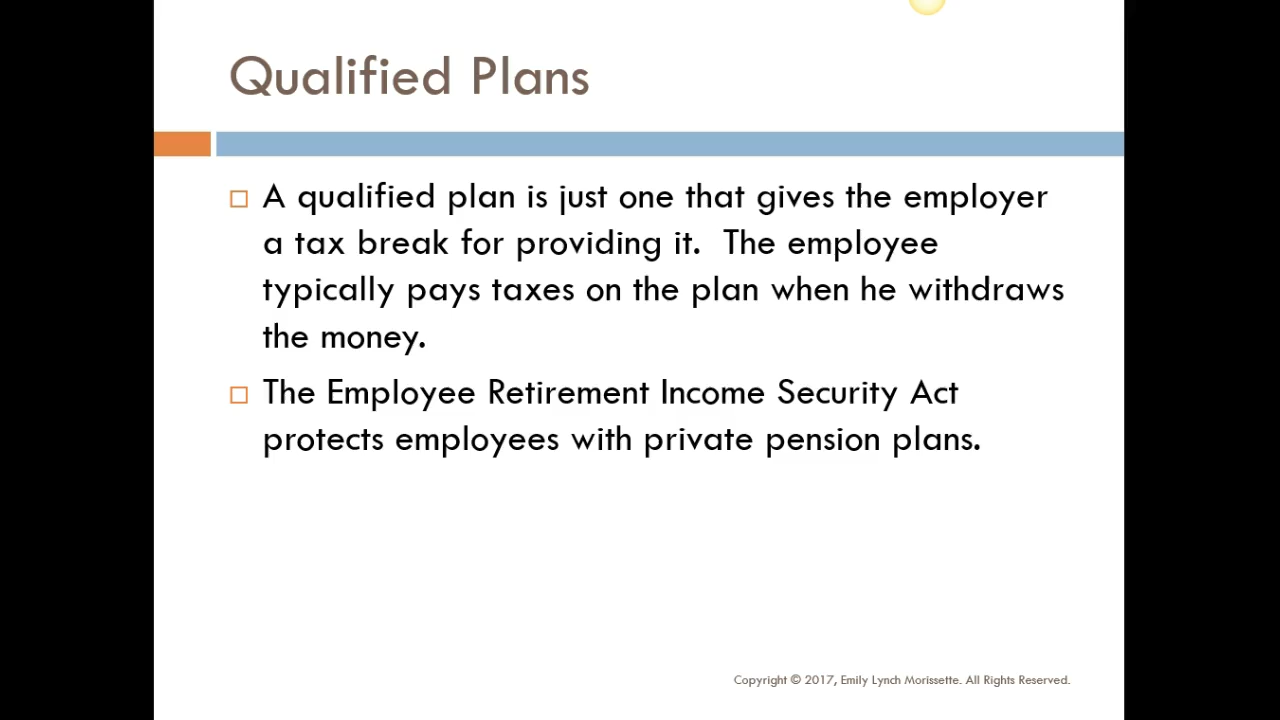 Qualified Plans
A qualified plan is just one that gives the employer
a tax break for providing it.  The employee
typically pays taxes on the plan when he withdraws
the money.
The Employee Retirement Income Security Act
protects employees with private pension plans.
Copyright © 2017, Emily Lynch Morissette. All Rights Reserved.